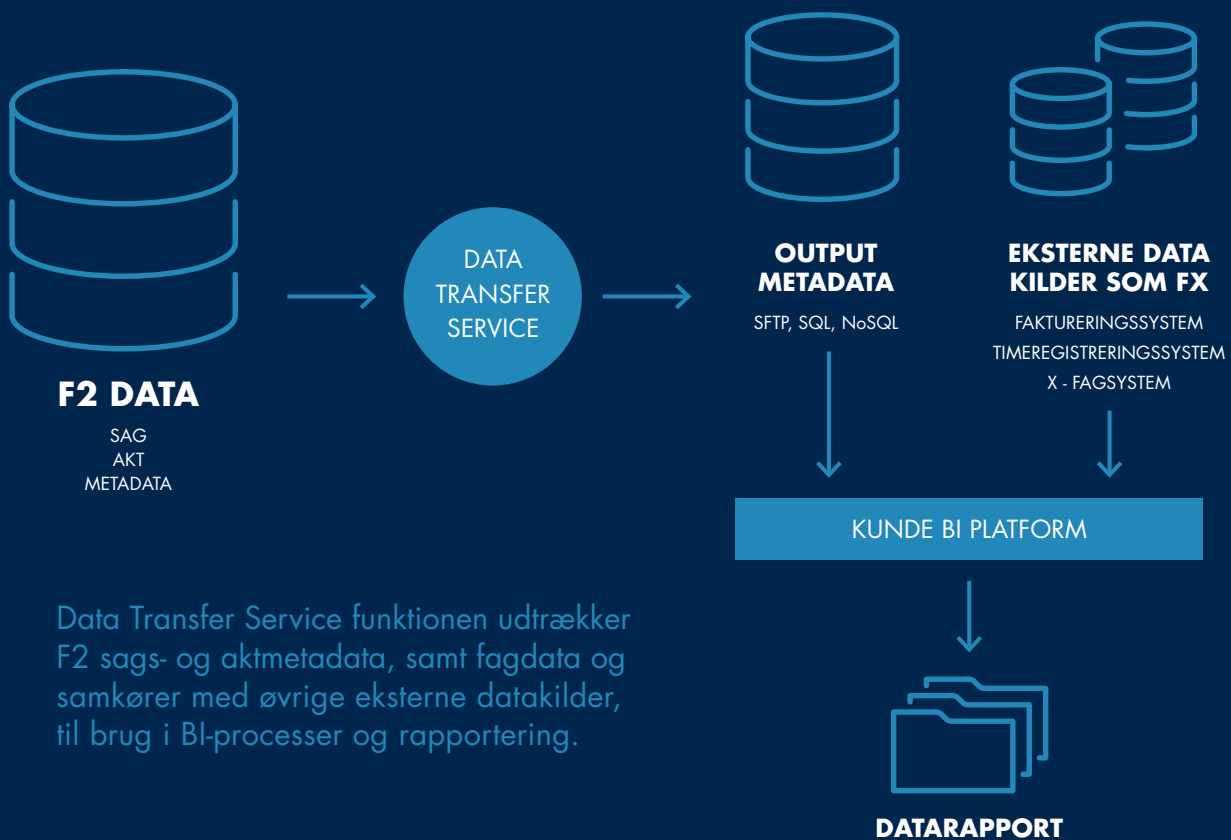 F2 DATA
SAG
AKT
METADATA
DATA
TRANSFER
SERVICE
OUTPUT
METADATA
SFTP, SQL, NoSQL
EKSTERNE DATA
KILDER SOM FX
FAKTURERINGSSYSTEM
TIMEREGISTRERINGSSYSTEM
X - FAGSYSTEM
KUNDE BI PLATFORM
Data Transfer Service funktionen udtrækker
F2 sags- og aktmetadata, samt fagdata og
samkører med øvrige eksterne datakilder,
til brug i BI-processer og rapportering.
DATARAPPORT